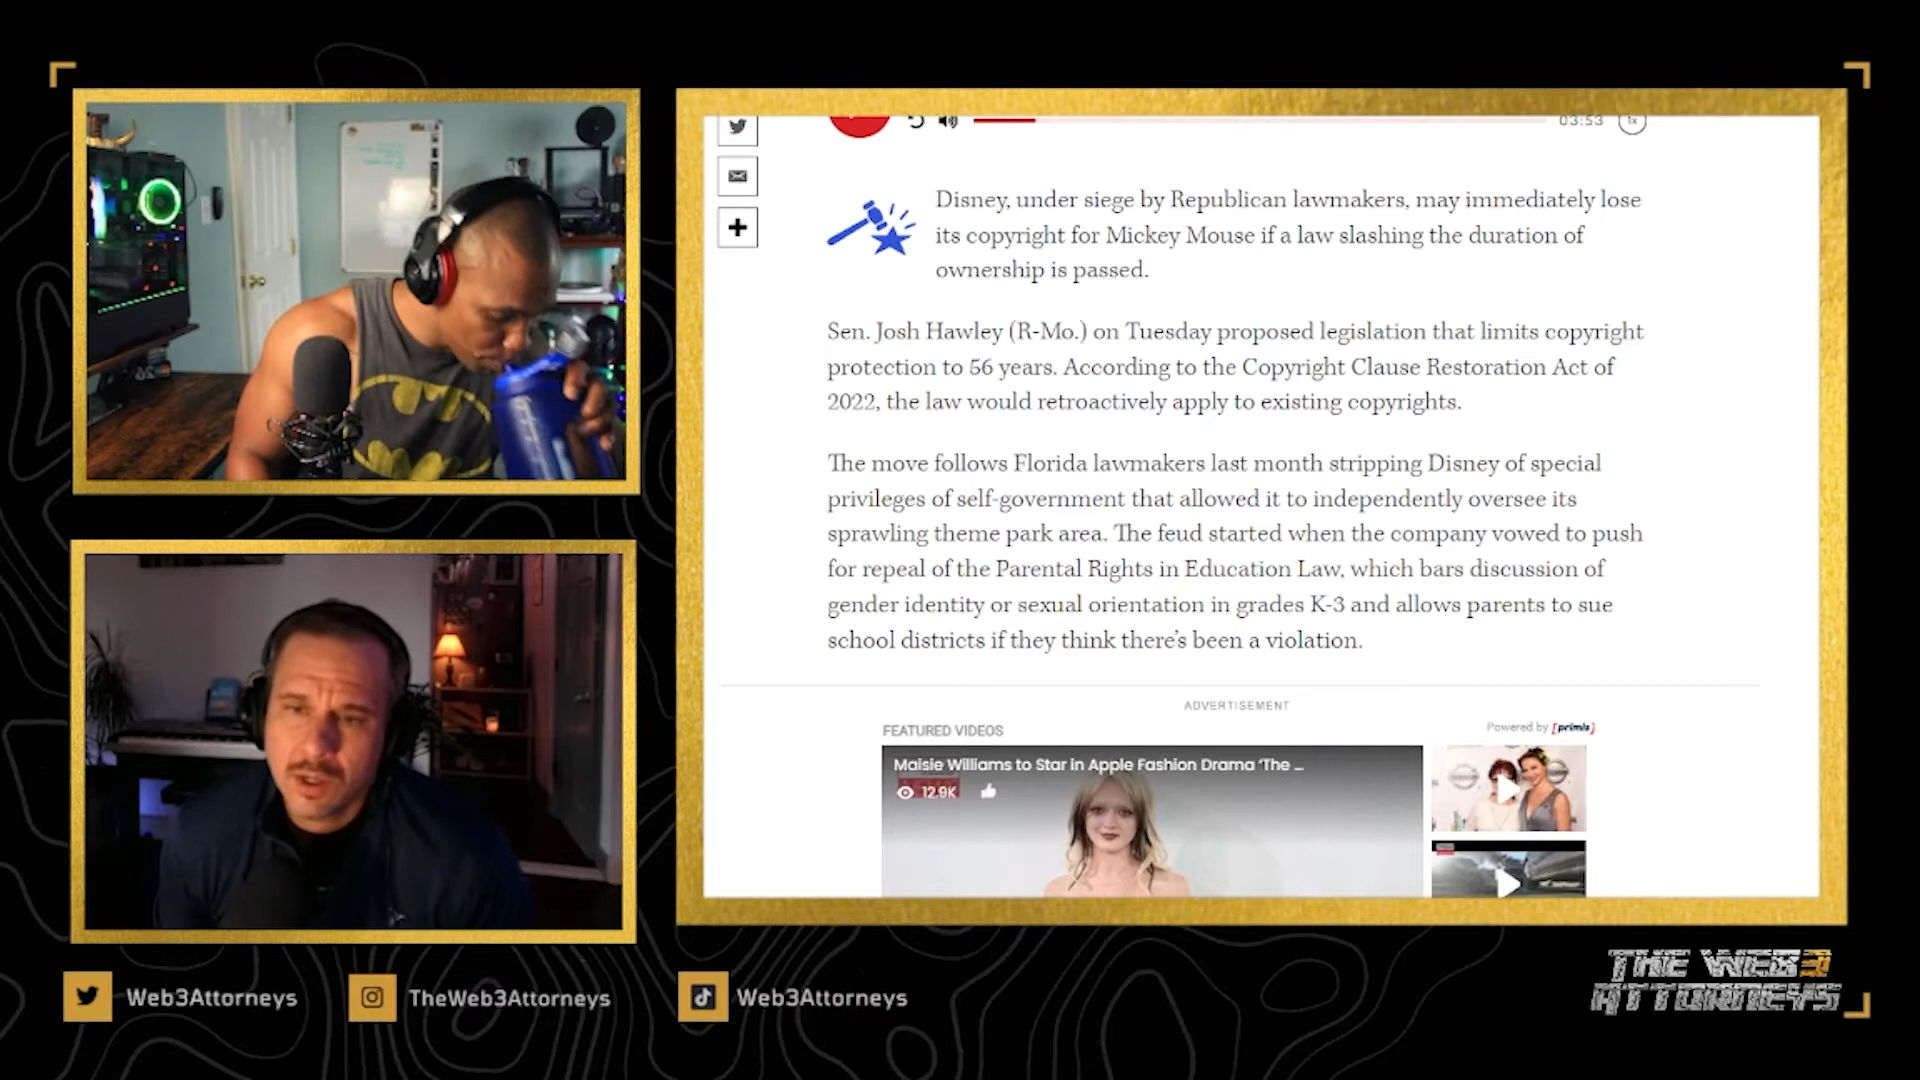 03:53
1x
Disney, under siege by Republican lawmakers, may immediately lose
its copyright for Mickey Mouse if a law slashing the duration of
ownership is passed.
Sen. Josh Hawley (R-Mo.) on Tuesday proposed legislation that limits copyright
protection to 56 years. According to the Copyright Clause Restoration Act of
2022, the law would retroactively apply to existing copyrights.
The move follows Florida lawmakers last month stripping Disney of special
privileges of self-government that allowed it to independently oversee its
sprawling theme park area. The feud started when the company vowed to push
for repeal of the Parental Rights in Education Law, which bars discussion of
gender identity or sexual orientation in grades K-3 and allows parents to sue
school districts if they think there's been a violation.
ADVERTISEMENT
FEATURED VIDEOS
Powered by [primis]
Maisie Williams to Star in Apple Fashion Drama 'The ...
12.9K
Web3Attorneys
TheWeb3Attorneys
Web3Attorneys
THE WEB3
ATTORNEYS